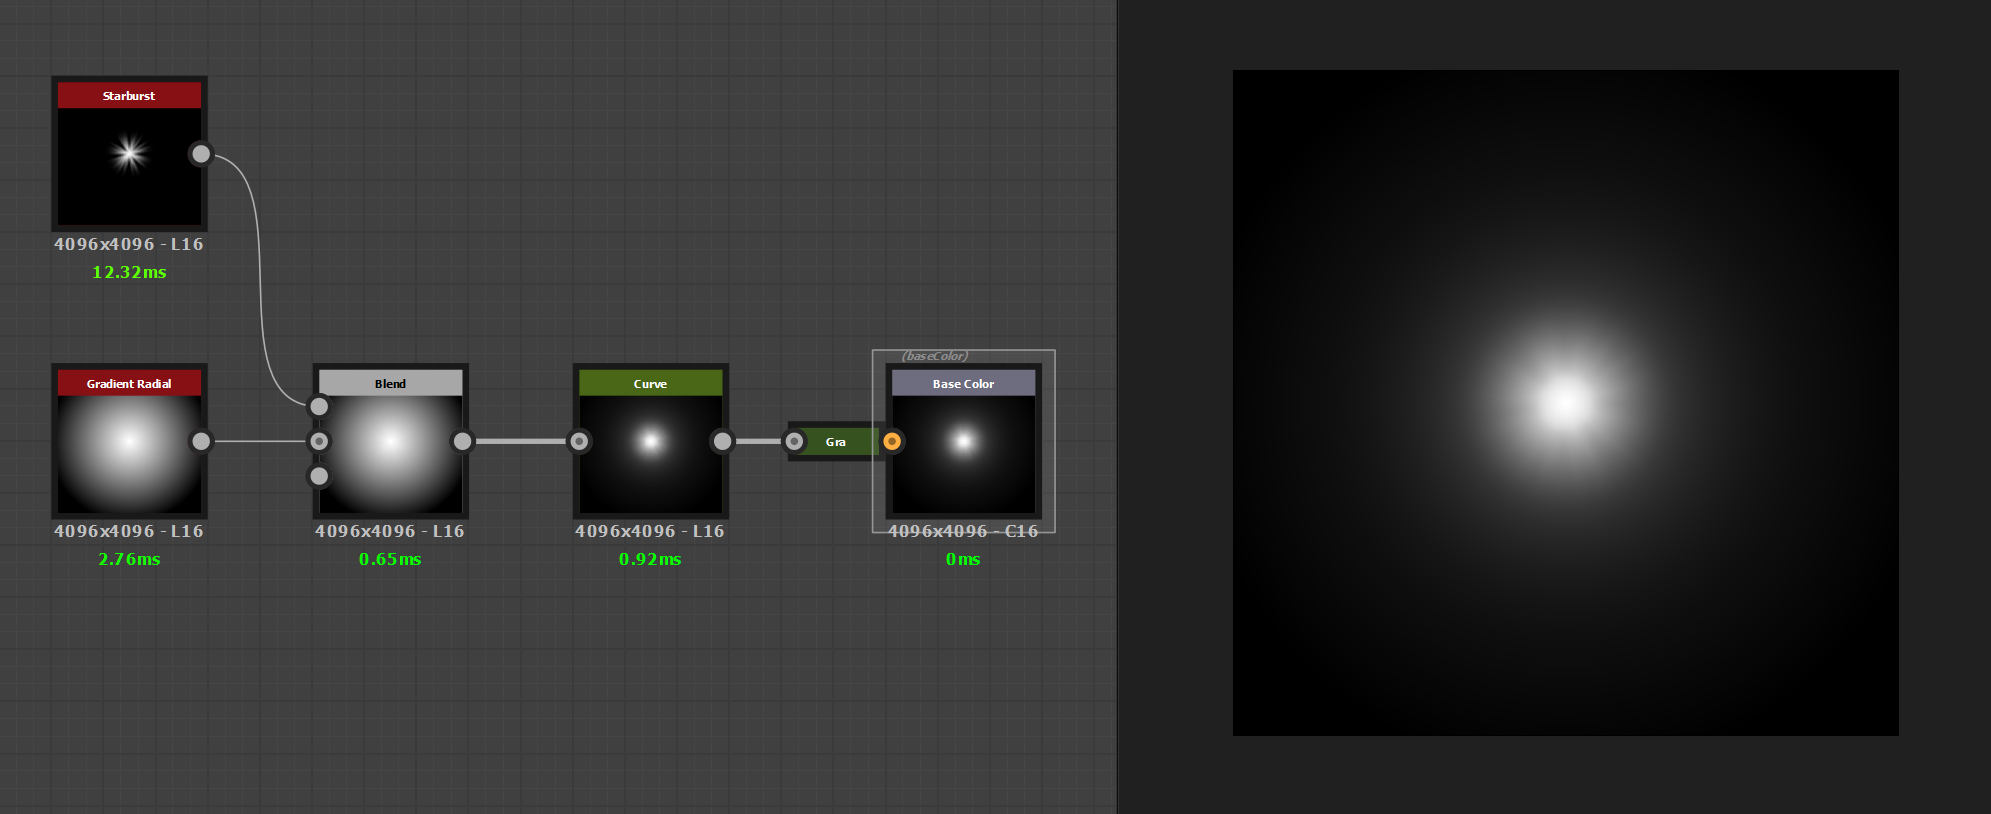 Starburst
4096x4096 - L16
12.32ms
Gradient Radial
4096x4096 - L16
2.76ms
Blend
4096x4096 - L16
0.65ms
Curve
4096x4096 - L16
0.92ms
Gra
(baseColor)
Base Color
4096x4096 - C16
0ms